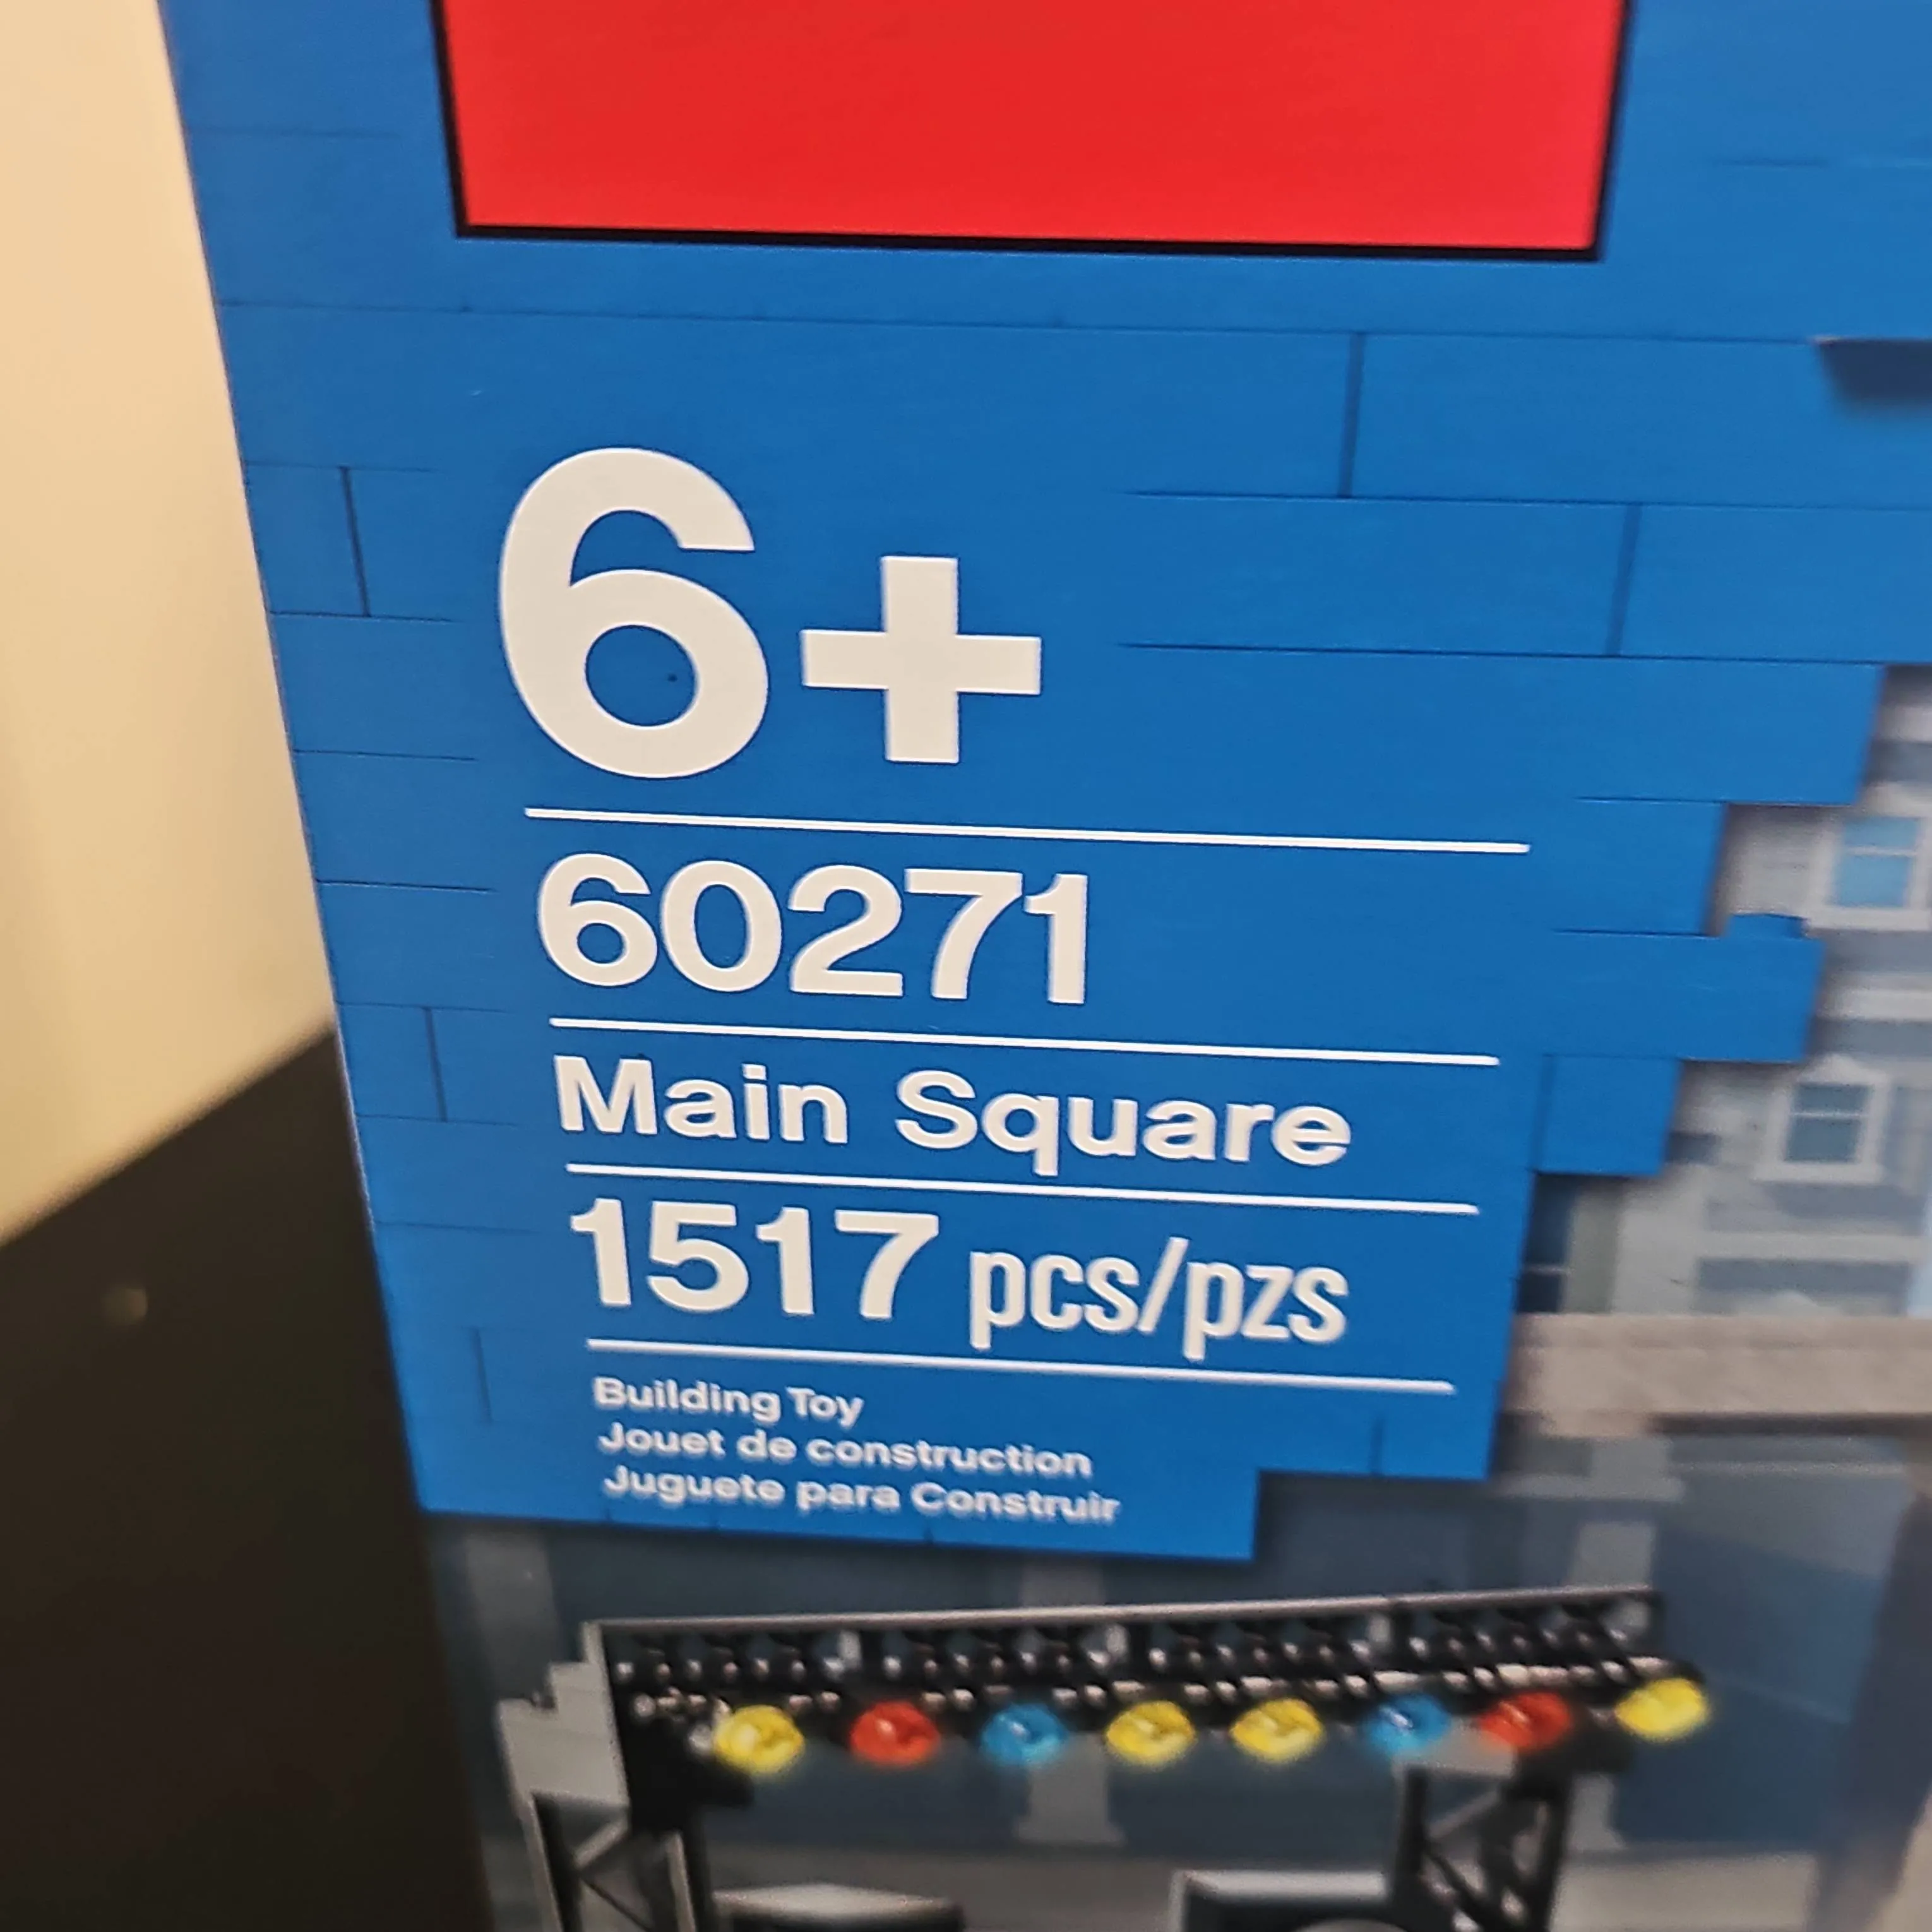 6+
60271
Main Square
1517 pcs/pzs
Building Toy
Jouet de construction
Juguete para Construir